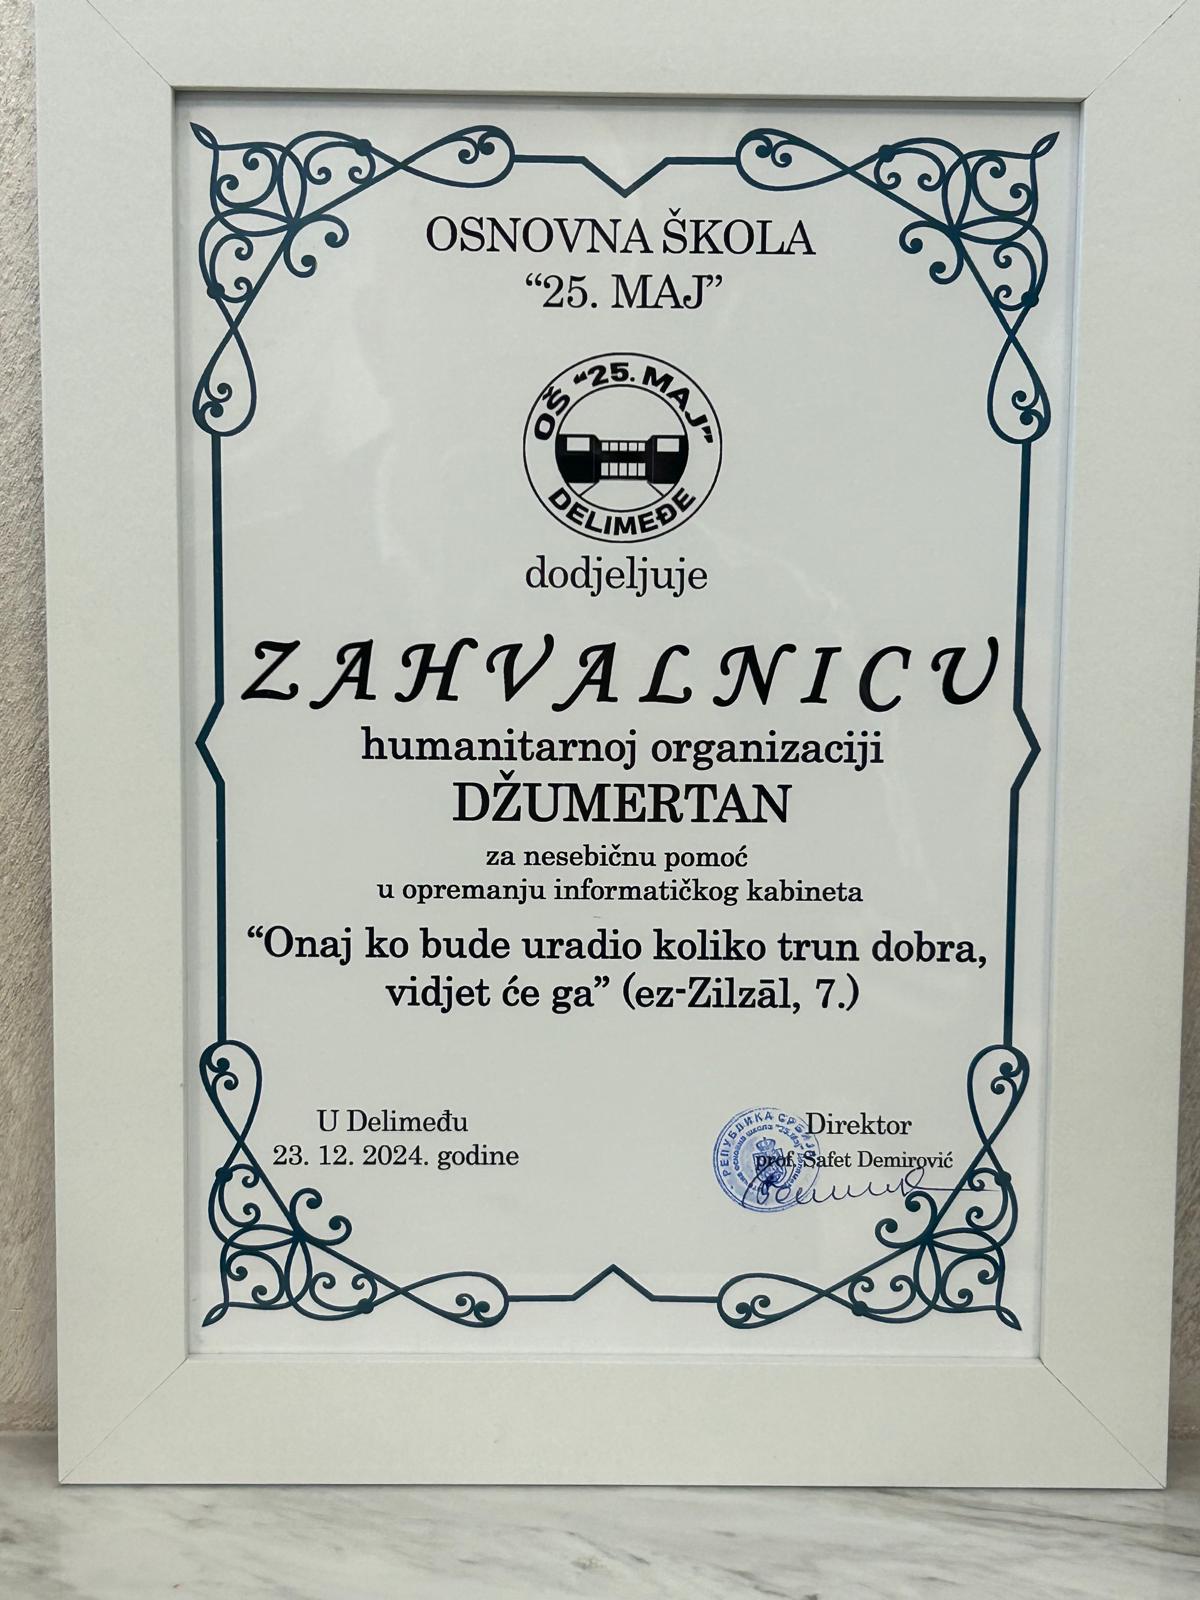 OSNOVNA ŠKOLA
“25. MAJ”
OŠ “25. MAJ”
DELIMEĐE
dodjeljuje
ZAHVALNICU
humanitarnoj organizaciji
DŽUMERTAN
za nesebičnu pomoć
u opremanju informatičkog kabineta
“Onaj ko bude uradio koliko trun dobra,
vidjet će ga” (ez-Zilzāl, 7.)
U Delimeđu
23. 12. 2024. godine
Direktor
prof. Safet Demirović
РЕПУБЛИКА СРБИЈА